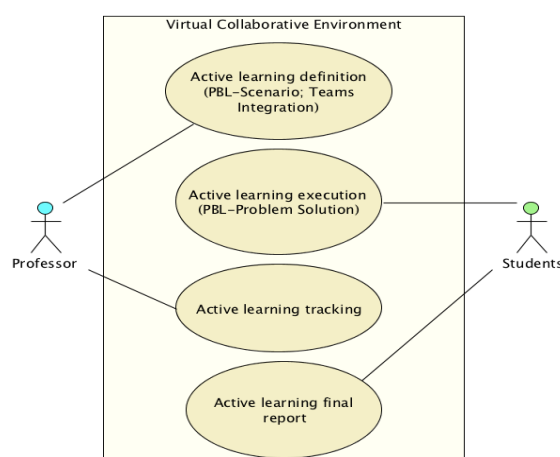 Virtual Collaborative Environment
Active learning definition
(PBL-Scenario; Teams
Integration)
Active learning execution
(PBL-Problem Solution)
Professor
Students
Active learning tracking
Active learning final
report